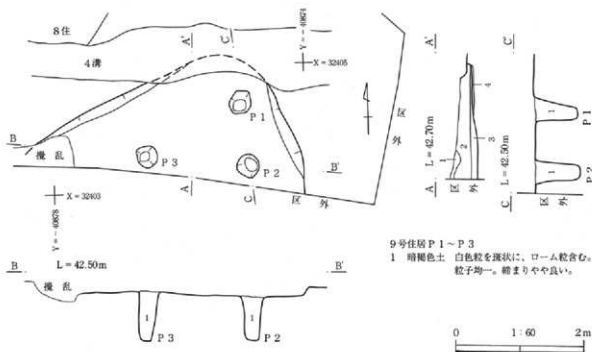 8住
4溝
A'
C'
Y=-40674
X=32405
P1
P2
P3
B
攪乱
B'
A
C
区外
X=32403
Y=-40678
A'
C'
4
3
2
1
L=42.70m
A
区外
1
P1
1
P2
L=42.50m
C
区外
B
L=42.50m
B'
攪乱
1
P3
1
P2
9号住居P1~P3
1 暗褐色土 白色粒を斑状に、ローム粒含む。
粒子均一。締まりやや良い。
0 1:60 2m